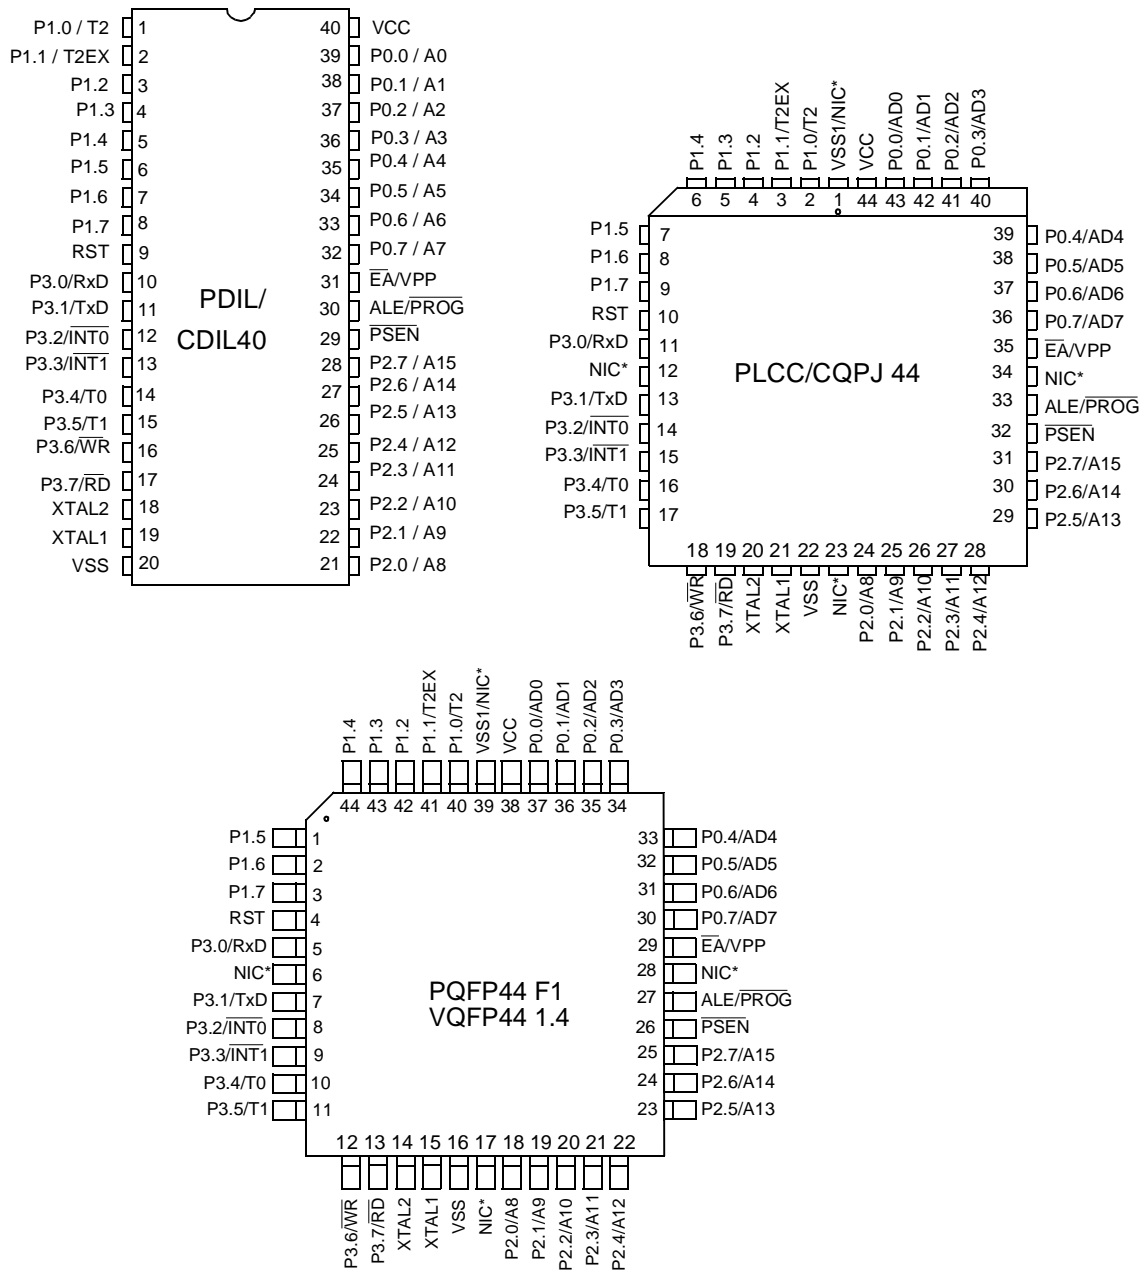 P1.0 / T2 1 40 VCC
P1.1 / T2EX 2 39 P0.0 / A0
P1.2 3 38 P0.1 / A1
P1.3 4 37 P0.2 / A2
P1.4 5 36 P0.3 / A3
P1.5 6 35 P0.4 / A4
P1.6 7 34 P0.5 / A5
P1.7 8 33 P0.6 / A6
RST 9 32 P0.7 / A7
P3.0/RxD 10 31 EA/VPP
P3.1/TxD 11 30 ALE/PROG
P3.2/INT0 12 29 PSEN
P3.3/INT1 13 28 P2.7 / A15
P3.4/T0 14 27 P2.6 / A14
P3.5/T1 15 26 P2.5 / A13
P3.6/WR 16 25 P2.4 / A12
P3.7/RD 17 24 P2.3 / A11
XTAL2 18 23 P2.2 / A10
XTAL1 19 22 P2.1 / A9
VSS 20 21 P2.0 / A8
PDIL/
CDIL40
P1.4 P1.3 P1.2 P1.1/T2EX P1.0/T2 VSS1/NIC* VCC P0.0/AD0 P0.1/AD1 P0.2/AD2 P0.3/AD3
6 5 4 3 2 1 44 43 42 41 40
P1.5 7 39 P0.4/AD4
P1.6 8 38 P0.5/AD5
P1.7 9 37 P0.6/AD6
RST 10 36 P0.7/AD7
P3.0/RxD 11 35 EA/VPP
NIC* 12 34 NIC*
P3.1/TxD 13 33 ALE/PROG
P3.2/INT0 14 32 PSEN
P3.3/INT1 15 31 P2.7/A15
P3.4/T0 16 30 P2.6/A14
P3.5/T1 17 29 P2.5/A13
PLCC/CQPJ 44
18 19 20 21 22 23 24 25 26 27 28
P3.6/WR P3.7/RD XTAL2 XTAL1 VSS NIC* P2.0/A8 P2.1/A9 P2.2/A10 P2.3/A11 P2.4/A12
P1.4 P1.3 P1.2 P1.1/T2EX P1.0/T2 VSS1/NIC* VCC P0.0/AD0 P0.1/AD1 P0.2/AD2 P0.3/AD3
44 43 42 41 40 39 38 37 36 35 34
P1.5 1 33 P0.4/AD4
P1.6 2 32 P0.5/AD5
P1.7 3 31 P0.6/AD6
RST 4 30 P0.7/AD7
P3.0/RxD 5 29 EA/VPP
NIC* 6 28 NIC*
P3.1/TxD 7 27 ALE/PROG
P3.2/INT0 8 26 PSEN
P3.3/INT1 9 25 P2.7/A15
P3.4/T0 10 24 P2.6/A14
P3.5/T1 11 23 P2.5/A13
PQFP44 F1
VQFP44 1.4
12 13 14 15 16 17 18 19 20 21 22
P3.6/WR P3.7/RD XTAL2 XTAL1 VSS NIC* P2.0/A8 P2.1/A9 P2.2/A10 P2.3/A11 P2.4/A12